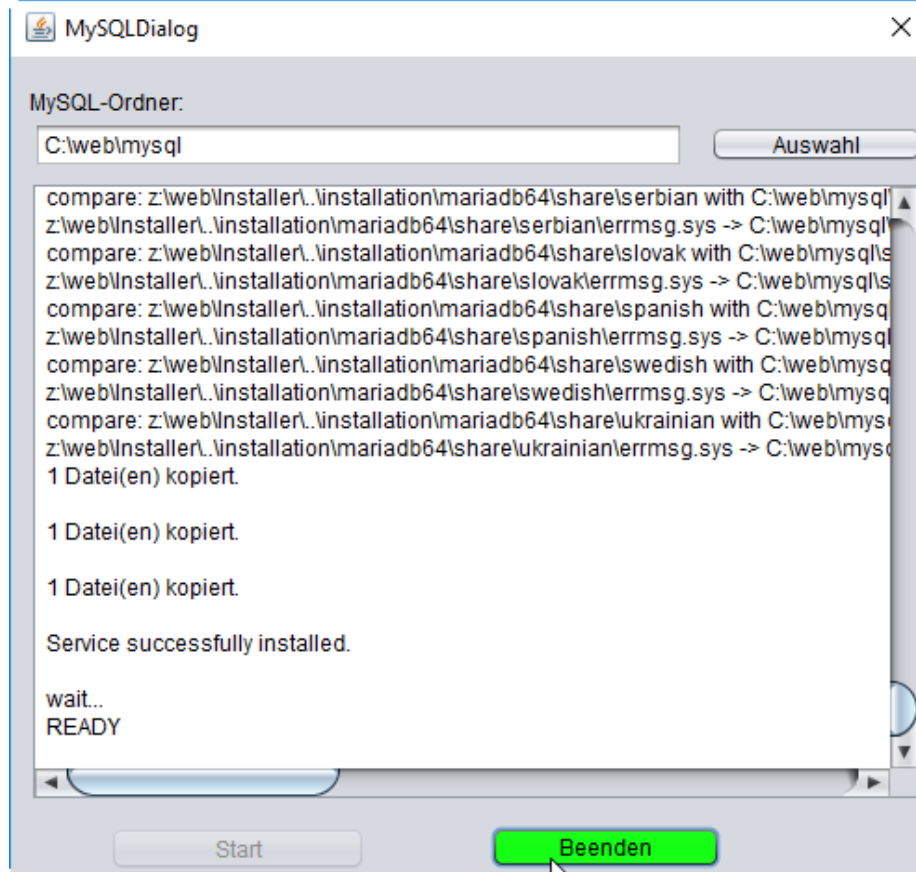 MySQLDialog
MySQL-Ordner:
C:\web\mysql
Auswahl
compare: z:\web\Installer\..\installation\mariadb64\share\serbian with C:\web\mysql\
z:\web\Installer\..\installation\mariadb64\share\serbian\errmsg.sys -> C:\web\mysql\
compare: z:\web\Installer\..\installation\mariadb64\share\slovak with C:\web\mysql\s
z:\web\Installer\..\installation\mariadb64\share\slovak\errmsg.sys -> C:\web\mysql\s
compare: z:\web\Installer\..\installation\mariadb64\share\spanish with C:\web\mysql
z:\web\Installer\..\installation\mariadb64\share\spanish\errmsg.sys -> C:\web\mysql
compare: z:\web\Installer\..\installation\mariadb64\share\swedish with C:\web\mysq
z:\web\Installer\..\installation\mariadb64\share\swedish\errmsg.sys -> C:\web\mysq
compare: z:\web\Installer\..\installation\mariadb64\share\ukrainian with C:\web\mys
z:\web\Installer\..\installation\mariadb64\share\ukrainian\errmsg.sys -> C:\web\mysq
1 Datei(en) kopiert.
1 Datei(en) kopiert.
1 Datei(en) kopiert.
Service successfully installed.
wait...
READY
Start
Beenden